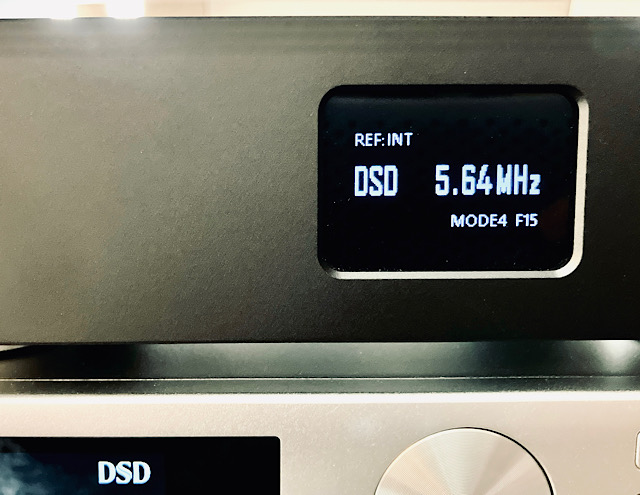 REF:INT
DSD 5.64MHz
MODE4 F15
DSD